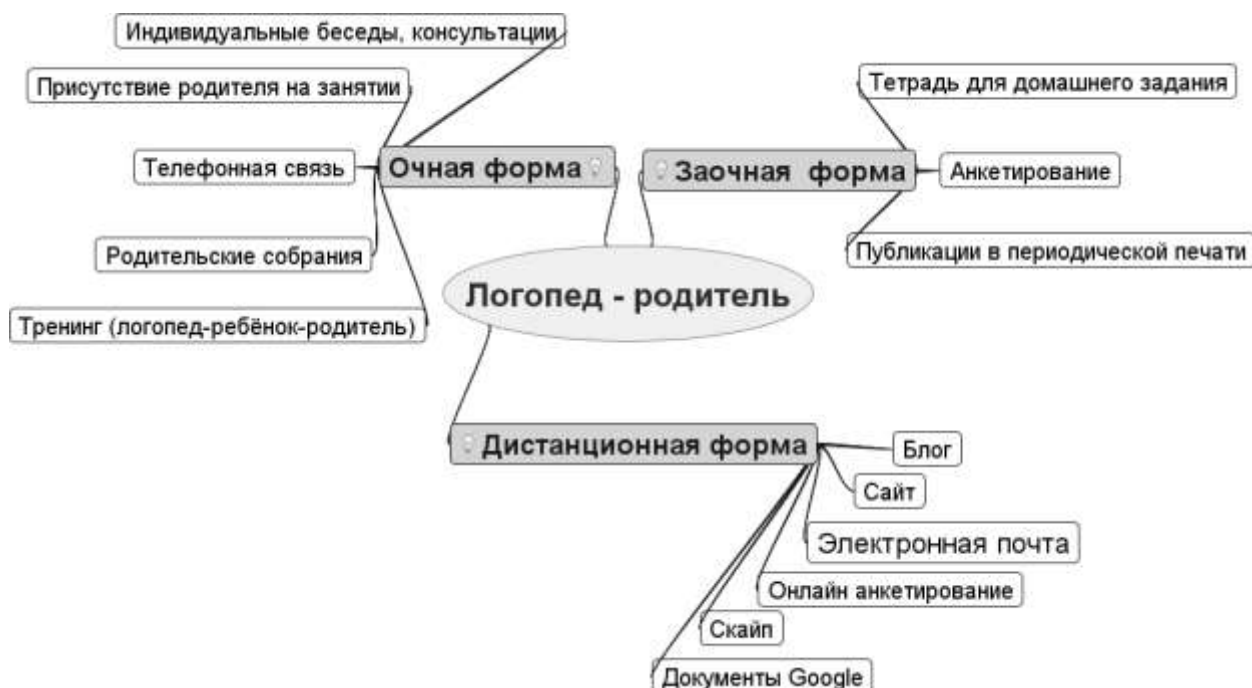 Индивидуальные беседы, консультации
Присутствие родителя на занятии
Телефонная связь
Родительские собрания
Тренинг (логопед-ребёнок-родитель)
Очная форма
Заочная форма
Тетрадь для домашнего задания
Анкетирование
Публикации в периодической печати
Логопед - родитель
Дистанционная форма
Блог
Сайт
Электронная почта
Онлайн анкетирование
Скайп
Документы Google